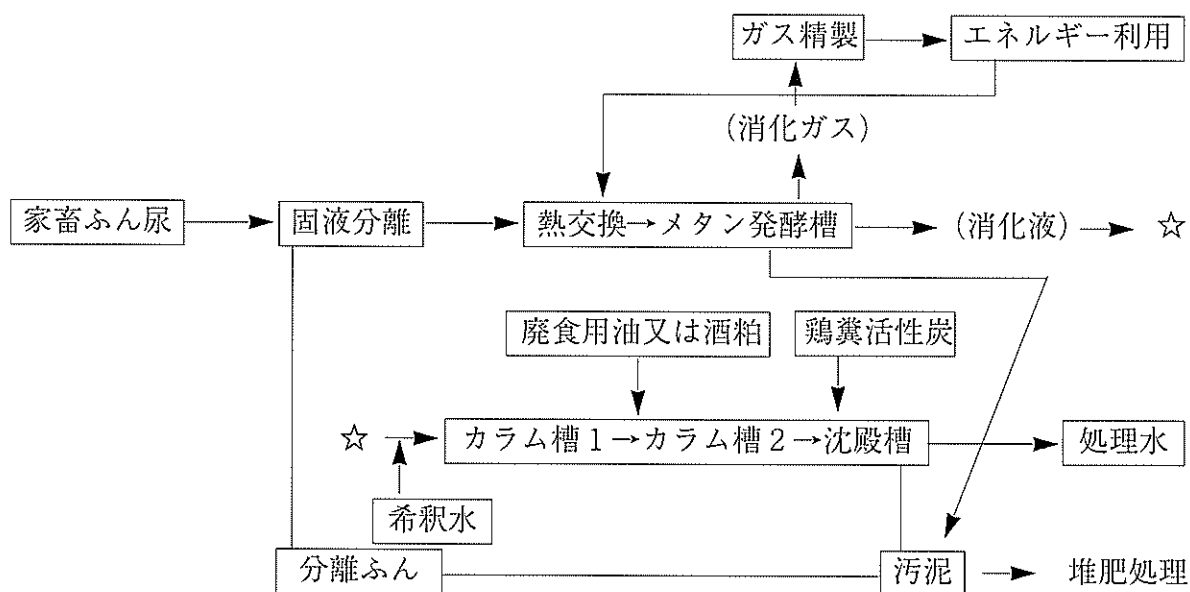 ガス精製 → エネルギー利用
(消化ガス)
家畜ふん尿 → 固液分離 → 熱交換→メタン発酵槽 → (消化液) → ☆
廃食用油又は酒粕 鶏糞活性炭
☆ → カラム槽1→カラム槽2→沈殿槽 → 処理水
希釈水
分離ふん 汚泥 → 堆肥処理